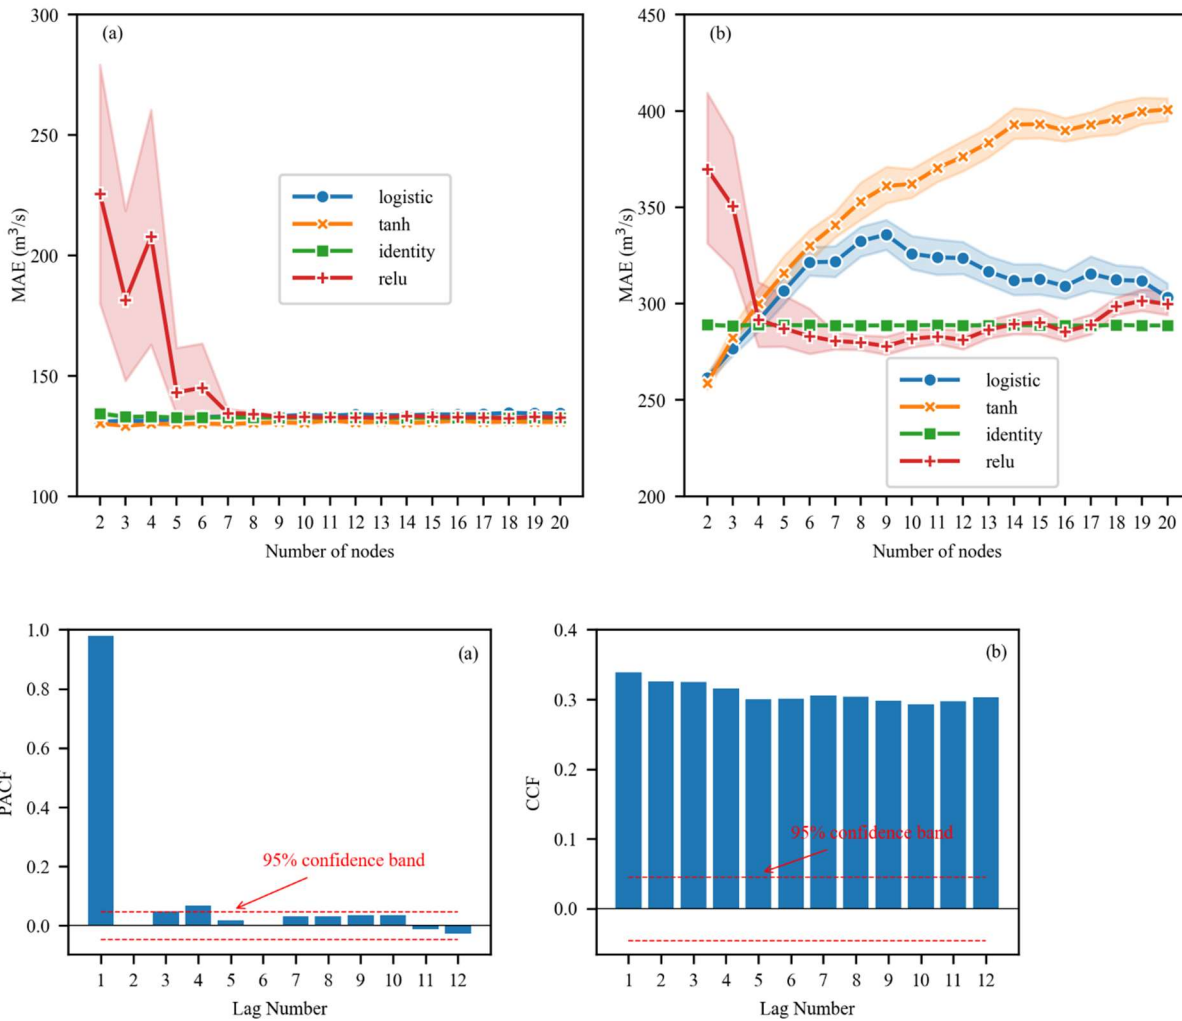 (a)
300
250
200
150
100
MAE (m³/s)
logistic
tanh
identity
relu
2 3 4 5 6 7 8 9 10 11 12 13 14 15 16 17 18 19 20
Number of nodes
(b)
450
400
350
300
250
200
MAE (m³/s)
logistic
tanh
identity
relu
2 3 4 5 6 7 8 9 10 11 12 13 14 15 16 17 18 19 20
Number of nodes
(a)
1.0
0.8
0.6
0.4
0.2
0.0
PACF
95% confidence band
1 2 3 4 5 6 7 8 9 10 11 12
Lag Number
(b)
0.4
0.3
0.2
0.1
0.0
CCF
95% confidence band
1 2 3 4 5 6 7 8 9 10 11 12
Lag Number